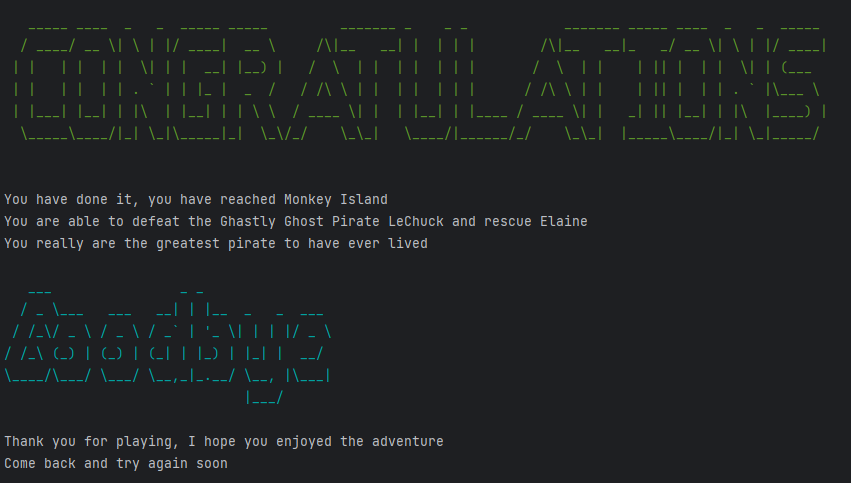 CONGRATULATIONS
You have done it, you have reached Monkey Island
You are able to defeat the Ghastly Ghost Pirate LeChuck and rescue Elaine
You really are the greatest pirate to have ever lived
Goodbye
Thank you for playing, I hope you enjoyed the adventure
Come back and try again soon